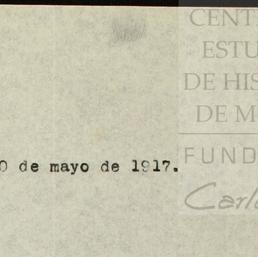 CENT
ESTU
DE HIS
DE M
FUND
Carl
0 de mayo de 1917.